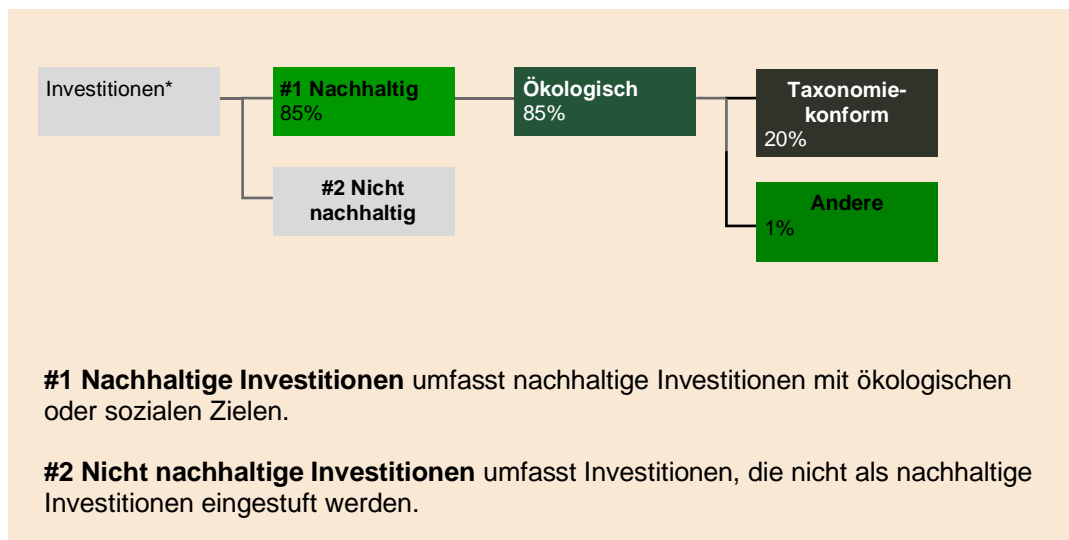 Investitionen*
#1 Nachhaltig
85%
Ökologisch
85%
Taxonomie-
konform
20%
#2 Nicht
nachhaltig
Andere
1%
#1 Nachhaltige Investitionen umfasst nachhaltige Investitionen mit ökologischen
oder sozialen Zielen.
#2 Nicht nachhaltige Investitionen umfasst Investitionen, die nicht als nachhaltige
Investitionen eingestuft werden.